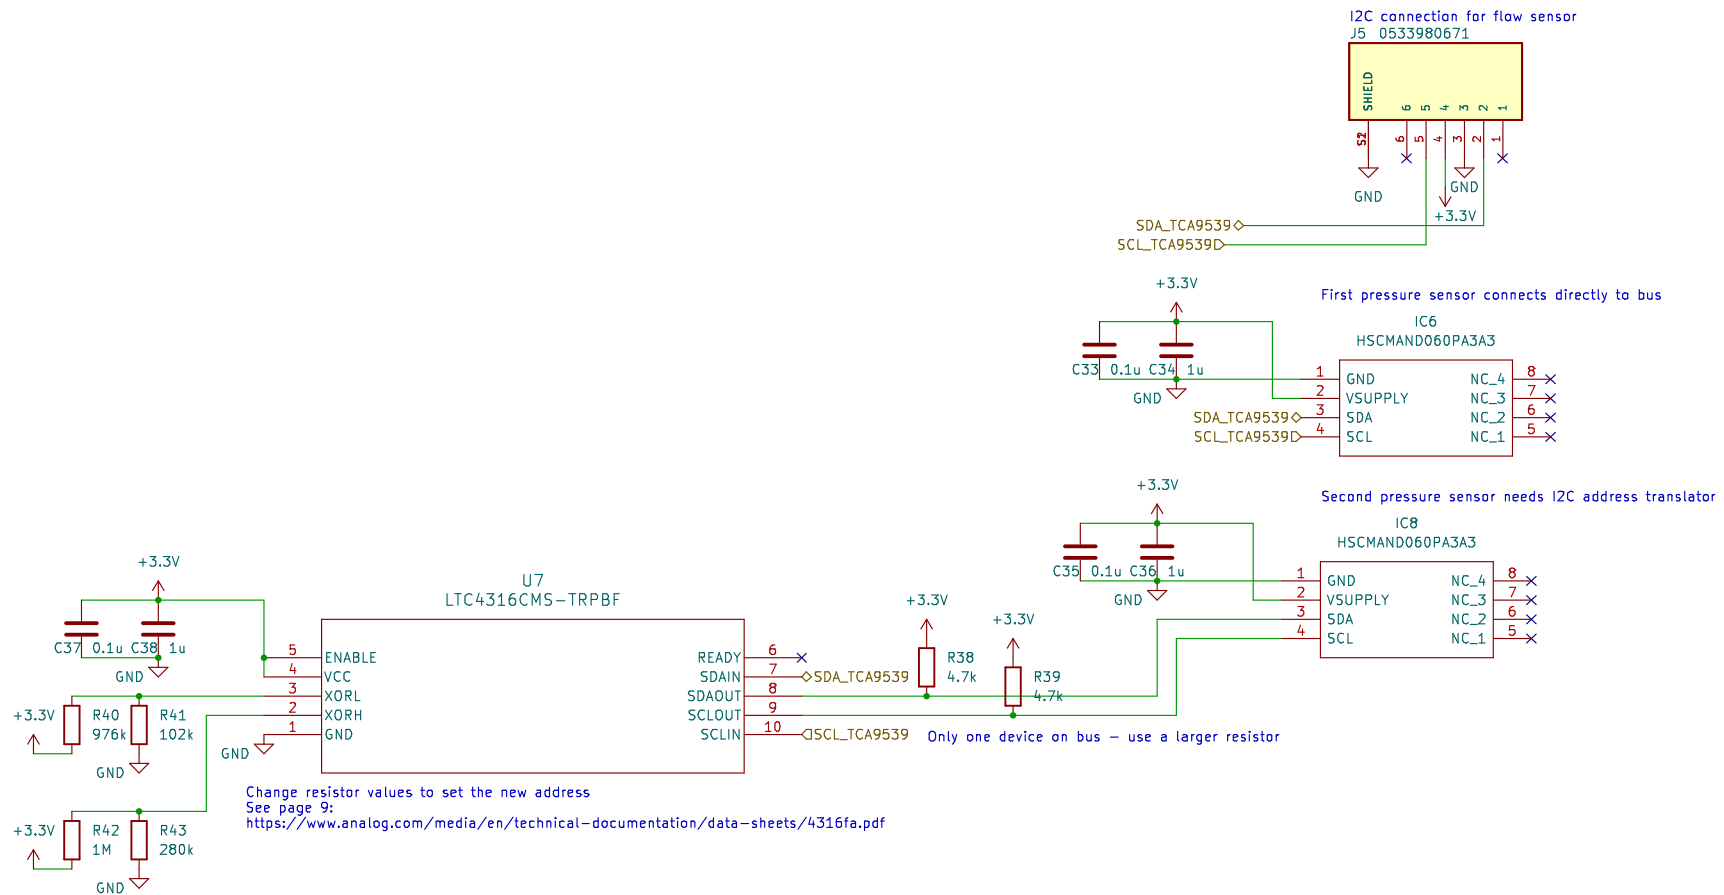 I2C connection for flow sensor
J5 0533980671
SHIELD
6 5 4 3 2 1
6 5 4 3 2 1
GND
GND
+3.3V
SDA_TCA9539
SCL_TCA9539
+3.3V
First pressure sensor connects directly to bus
IC6
HSCMAND060PA3A3
C33 0.1u C34 1u
GND
1 GND NC_4 8
2 VSUPPLY NC_3 7
SDA_TCA9539 3 SDA NC_2 6
SCL_TCA9539 4 SCL NC_1 5
+3.3V
Second pressure sensor needs I2C address translator
IC8
HSCMAND060PA3A3
C35 0.1u C36 1u
GND
1 GND NC_4 8
2 VSUPPLY NC_3 7
3 SDA NC_2 6
4 SCL NC_1 5
+3.3V
C37 0.1u C38 1u
GND
U7
LTC4316CMS-TRPBF
5 ENABLE READY 6
4 VCC SDAIN 7 SDA_TCA9539
3 XORL SDAOUT 8
2 XORH SCLOUT 9
1 GND SCLIN 10 SCL_TCA9539
GND
+3.3V
R38
4.7k
+3.3V
R39
4.7k
Only one device on bus – use a larger resistor
+3.3V
R40
976k
R41
102k
GND
+3.3V
R42
1M
R43
280k
GND
Change resistor values to set the new address
See page 9:
https://www.analog.com/media/en/technical-documentation/data-sheets/4316fa.pdf